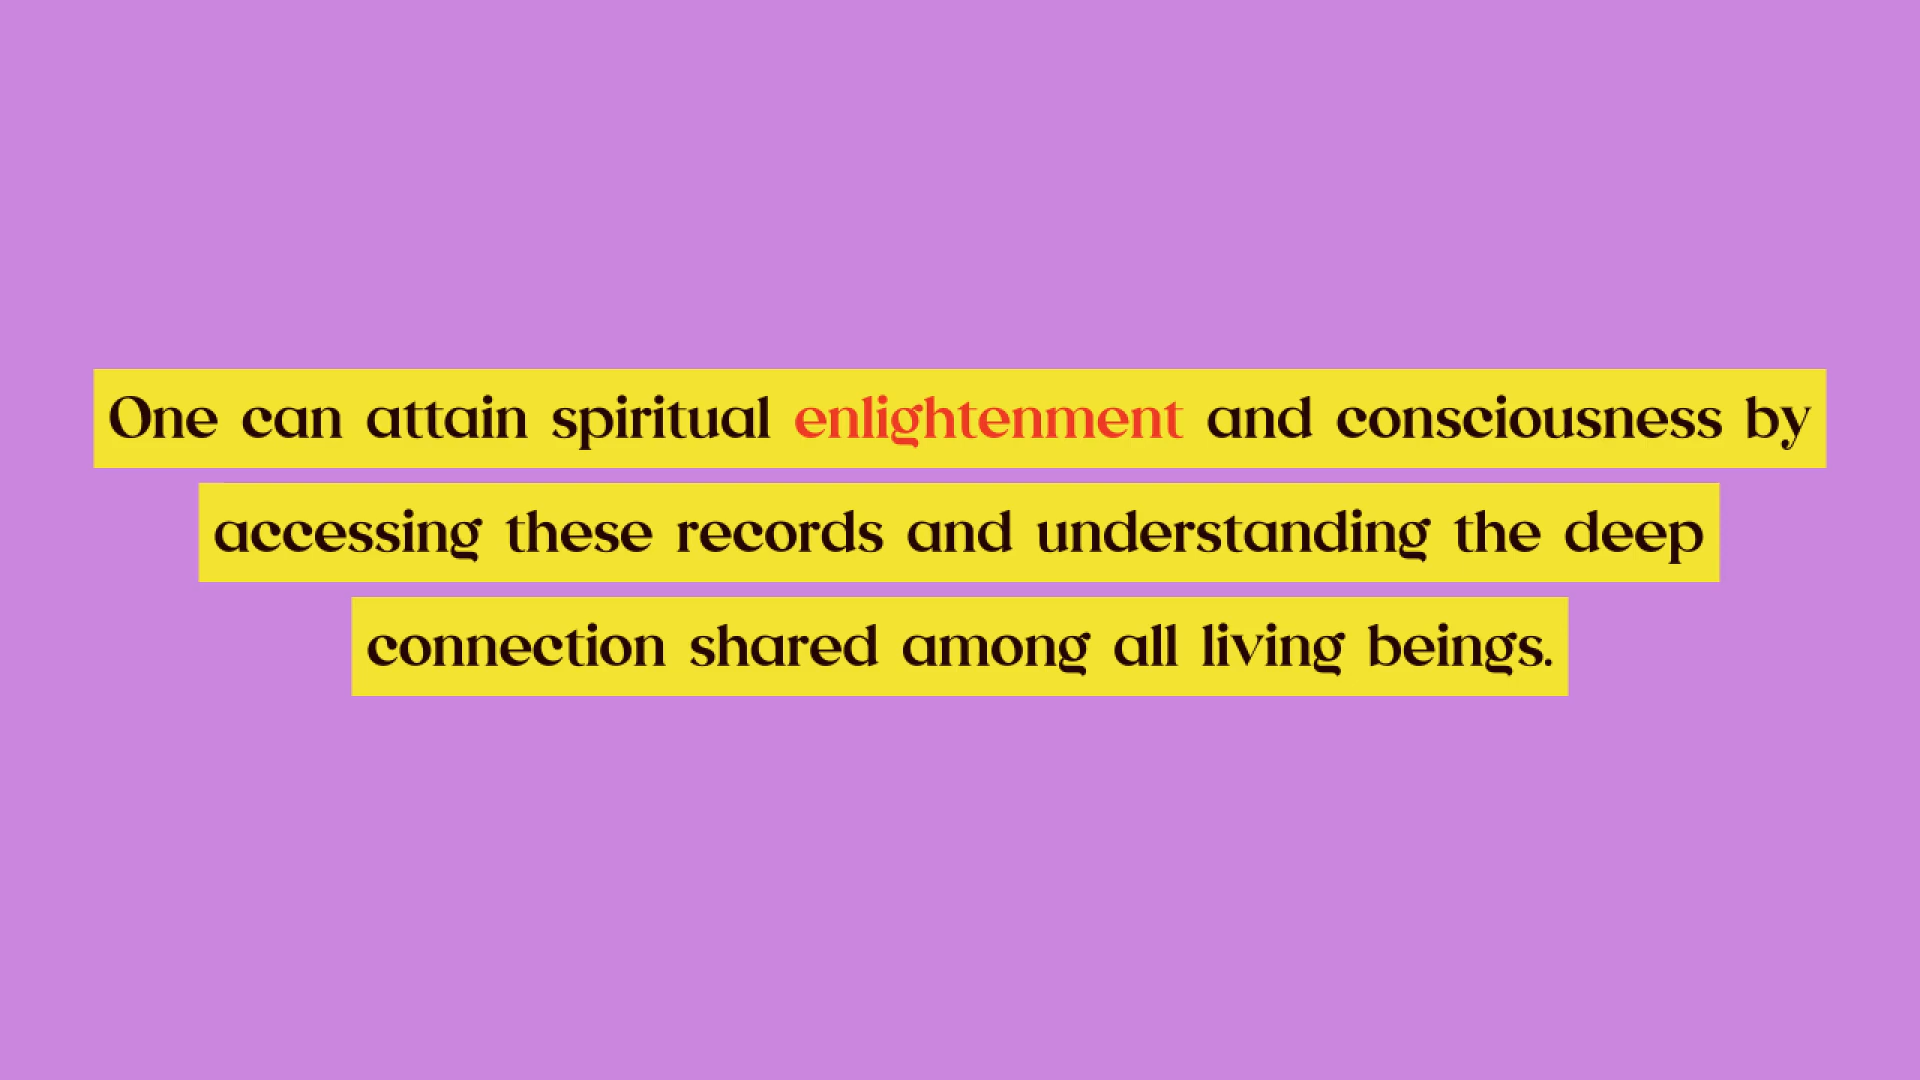 One can attain spiritual enlightenment and consciousness by
accessing these records and understanding the deep
connection shared among all living beings.